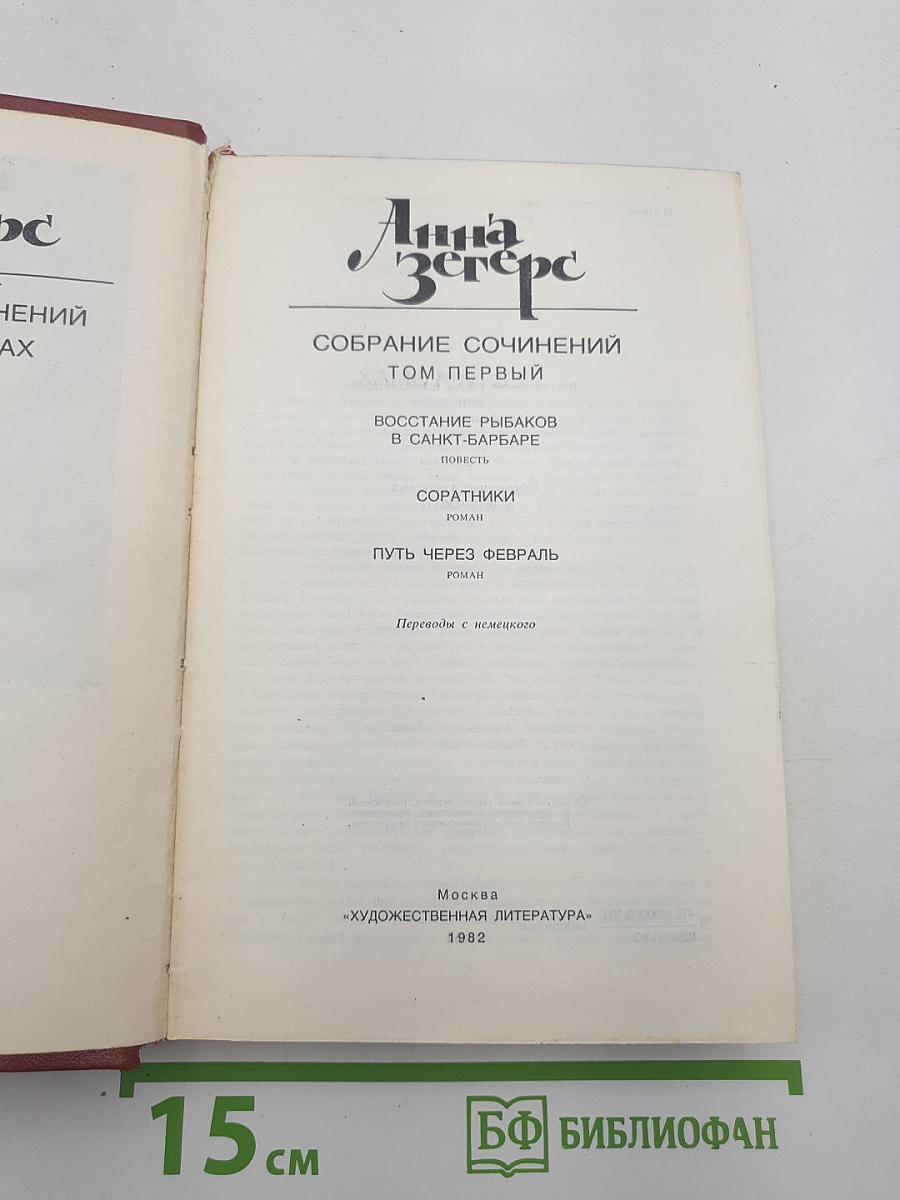 рс
НЕНИЙ
АХ
Анна
Зегерс
СОБРАНИЕ СОЧИНЕНИЙ
ТОМ ПЕРВЫЙ
ВОССТАНИЕ РЫБАКОВ
В САНКТ-БАРБАРЕ
ПОВЕСТЬ
СОРАТНИКИ
РОМАН
ПУТЬ ЧЕРЕЗ ФЕВРАЛЬ
РОМАН
Переводы с немецкого
Москва
«ХУДОЖЕСТВЕННАЯ ЛИТЕРАТУРА»
1982
15 см
БФ БИБЛИОФАН